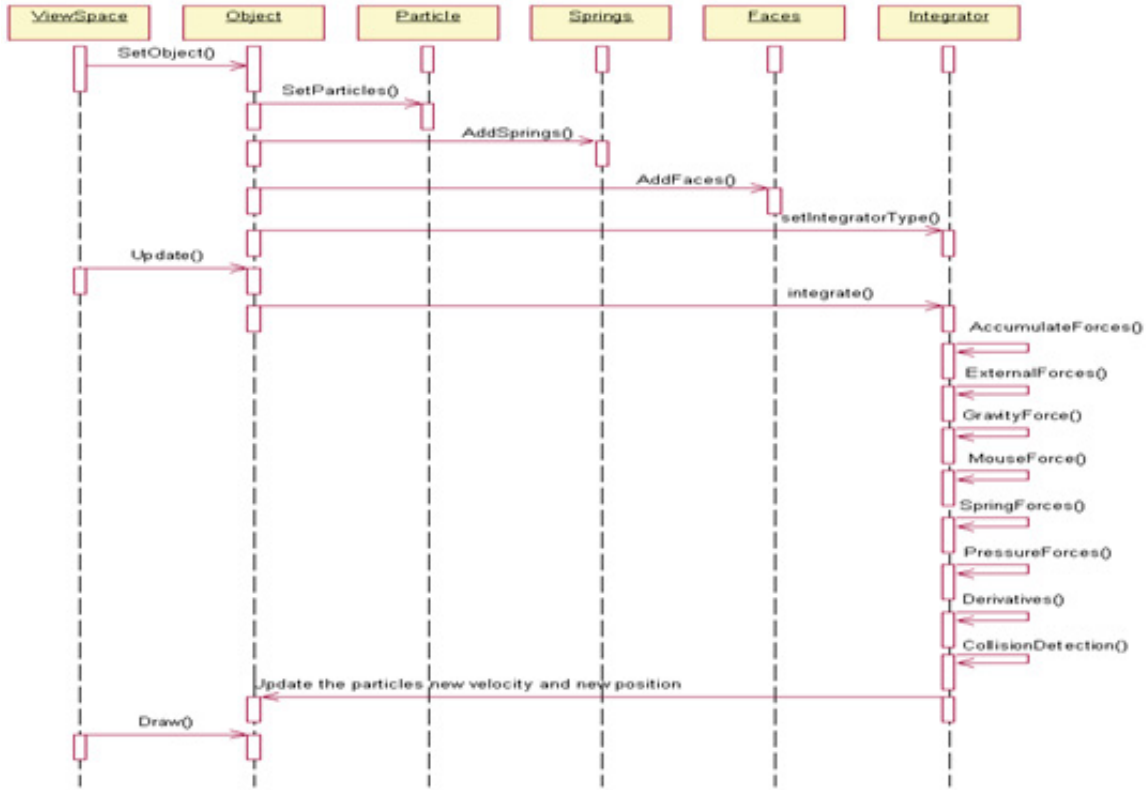 ViewSpace
Object
Particle
Springs
Faces
Integrator
SetObject()
SetParticles()
AddSprings()
AddFaces()
setIntegratorType()
Update()
integrate()
AccumulateForces()
ExternalForces()
GravityForce()
MouseForce()
SpringForces()
PressureForces()
Derivatives()
CollisionDetection()
Update the particles new velocity and new position
Draw()